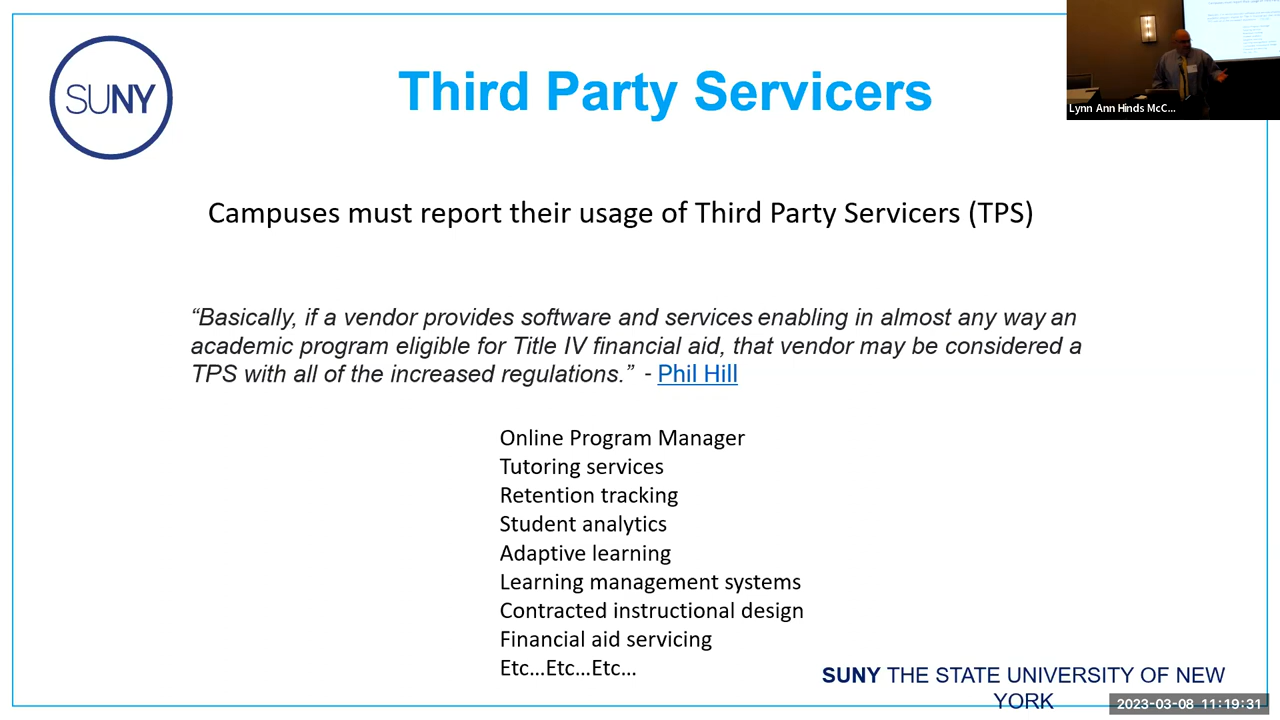 SUNY
Third Party Servicers
Lynn Ann Hinds McC...
Campuses must report their usage of Third Party Servicers (TPS)
“Basically, if a vendor provides software and services enabling in almost any way an
academic program eligible for Title IV financial aid, that vendor may be considered a
TPS with all of the increased regulations.” - Phil Hill
Online Program Manager
Tutoring services
Retention tracking
Student analytics
Adaptive learning
Learning management systems
Contracted instructional design
Financial aid servicing
Etc...Etc...Etc...
SUNY THE STATE UNIVERSITY OF NEW
YORK
2023-03-08 11:19:31